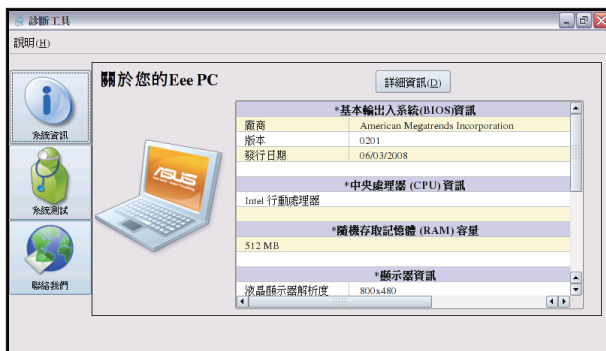 診斷工具
說明(H)
系統資訊
系統測試
聯絡我們
關於您的Eee PC
詳細資訊(D)
ASUS
*基本輸出入系統(BIOS)資訊
廠商 American Megatrends Incorporation
版本 0201
發行日期 06/03/2008
*中央處理器 (CPU) 資訊
Intel 行動處理器
*隨機存取記憶體 (RAM) 容量
512 MB
*顯示器資訊
液晶顯示器解析度 800x480